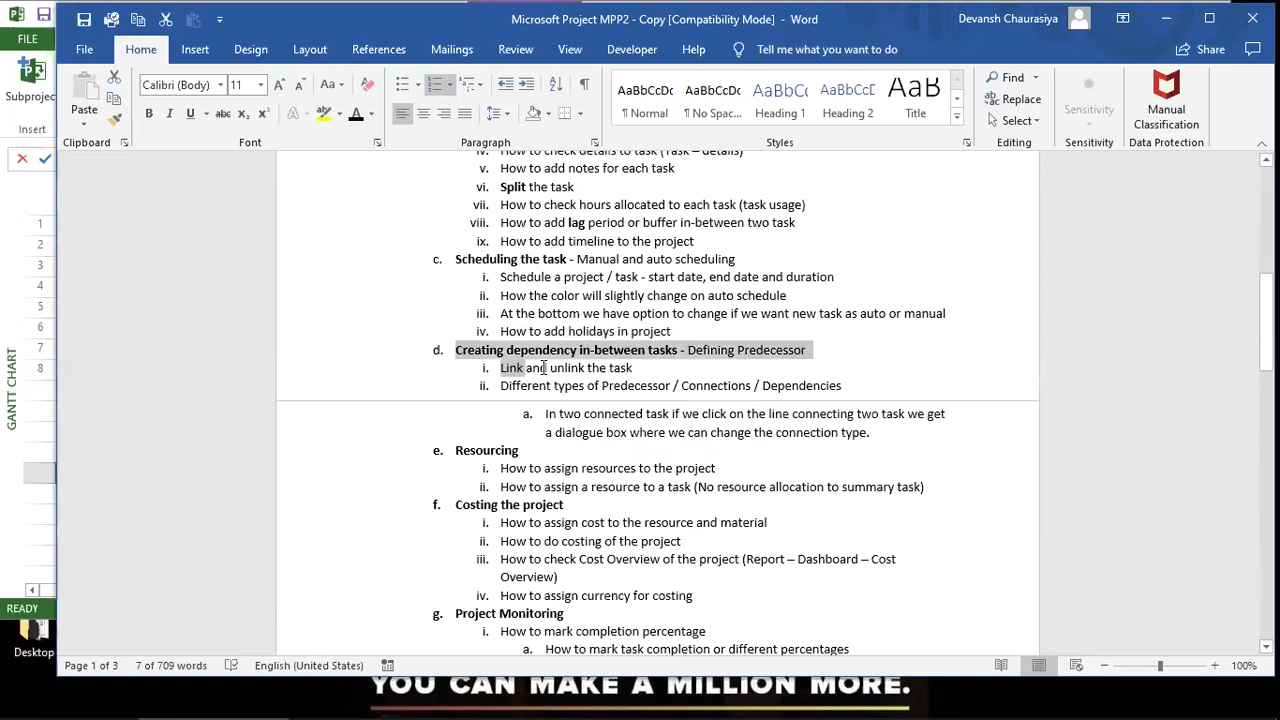 Microsoft Project MPP2 - Copy [Compatibility Mode] - Word
Devansh Chaurasiya
FILE
File
Home
Insert
Design
Layout
References
Mailings
Review
View
Developer
Help
Tell me what you want to do
Share
Subproject
Insert
Paste
Clipboard
Calibri (Body)
11
Aa
B I U abc x₂ x²
A
Font
Paragraph
AaBbCcDc
¶ Normal
AaBbCcDc
¶ No Spac...
AaBbCcI
Heading 1
AaBbCcE
Heading 2
AaB
Title
Styles
Find
Replace
Select
Editing
Sensitivity
Sensitivity
Manual
Classification
Data Protection
GANTT CHART
1
2
3
4
5
6
7
8
iv. How to check details to task (Task – details)
v. How to add notes for each task
vi. Split the task
vii. How to check hours allocated to each task (task usage)
viii. How to add lag period or buffer in-between two task
ix. How to add timeline to the project
c. Scheduling the task - Manual and auto scheduling
i. Schedule a project / task - start date, end date and duration
ii. How the color will slightly change on auto schedule
iii. At the bottom we have option to change if we want new task as auto or manual
iv. How to add holidays in project
d. Creating dependency in-between tasks - Defining Predecessor
i. Link and unlink the task
ii. Different types of Predecessor / Connections / Dependencies
a. In two connected task if we click on the line connecting two task we get
a dialogue box where we can change the connection type.
e. Resourcing
i. How to assign resources to the project
ii. How to assign a resource to a task (No resource allocation to summary task)
f. Costing the project
i. How to assign cost to the resource and material
ii. How to do costing of the project
iii. How to check Cost Overview of the project (Report – Dashboard – Cost
Overview)
iv. How to assign currency for costing
g. Project Monitoring
i. How to mark completion percentage
a. How to mark task completion or different percentages
READY
Desktop
Page 1 of 3
7 of 709 words
English (United States)
100%
YOU CAN MAKE A MILLION MORE.